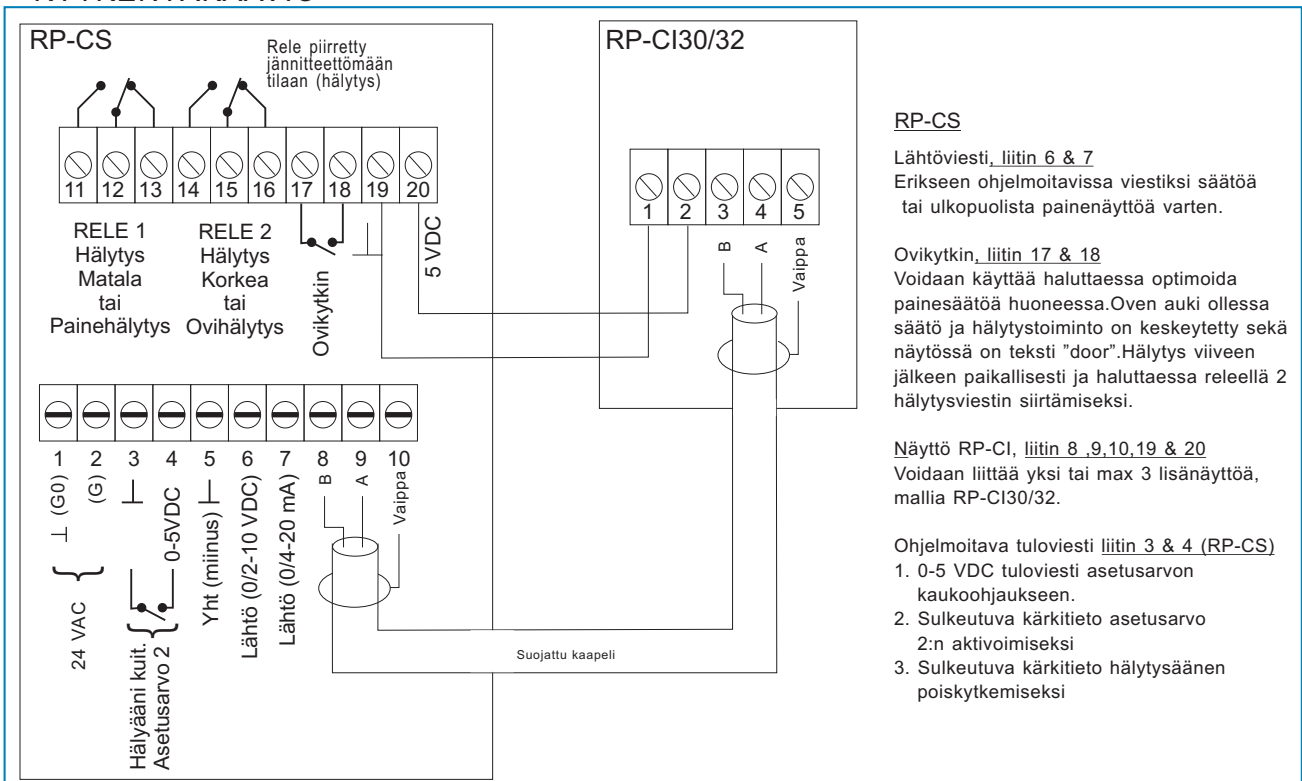 RP-CS
Rele piirretty
jännitteettömään
tilaan (hälytys)
11 12 13 14 15 16 17 18 19 20
RELE 1
Hälytys
Matala
tai
Painehälytys
RELE 2
Hälytys
Korkea
tai
Ovihälytys
Ovikytkin
5 VDC
1 2 3 4 5 6 7 8 9 10
(G0)
(G)
24 VAC
0-5VDC
Hälyääni kuit.
Asetusarvo 2
Yht (miinus)
Lähtö (0/2-10 VDC)
Lähtö (0/4-20 mA)
B
A
Vaippa
Suojattu kaapeli
RP-CI30/32
1 2 3 4 5
B
A
Vaippa
RP-CS
Lähtöviesti, liitin 6 & 7
Erikseen ohjelmoitavissa viestiksi säätöä
tai ulkopuolista painenäyttöä varten.
Ovikytkin, liitin 17 & 18
Voidaan käyttää haluttaessa optimoida
painesäätöä huoneessa.Oven auki ollessa
säätö ja hälytystoiminto on keskeytetty sekä
näytössä on teksti ”door”.Hälytys viiveen
jälkeen paikallisesti ja haluttaessa releellä 2
hälytysviestin siirtämiseksi.
Näyttö RP-CI, liitin 8 ,9,10,19 & 20
Voidaan liittää yksi tai max 3 lisänäyttöä,
mallia RP-CI30/32.
Ohjelmoitava tuloviesti liitin 3 & 4 (RP-CS)
1. 0-5 VDC tuloviesti asetusarvon
kaukoohjaukseen.
2. Sulkeutuva kärkitieto asetusarvo
2:n aktivoimiseksi
3. Sulkeutuva kärkitieto hälytysäänen
poiskytkemiseksi